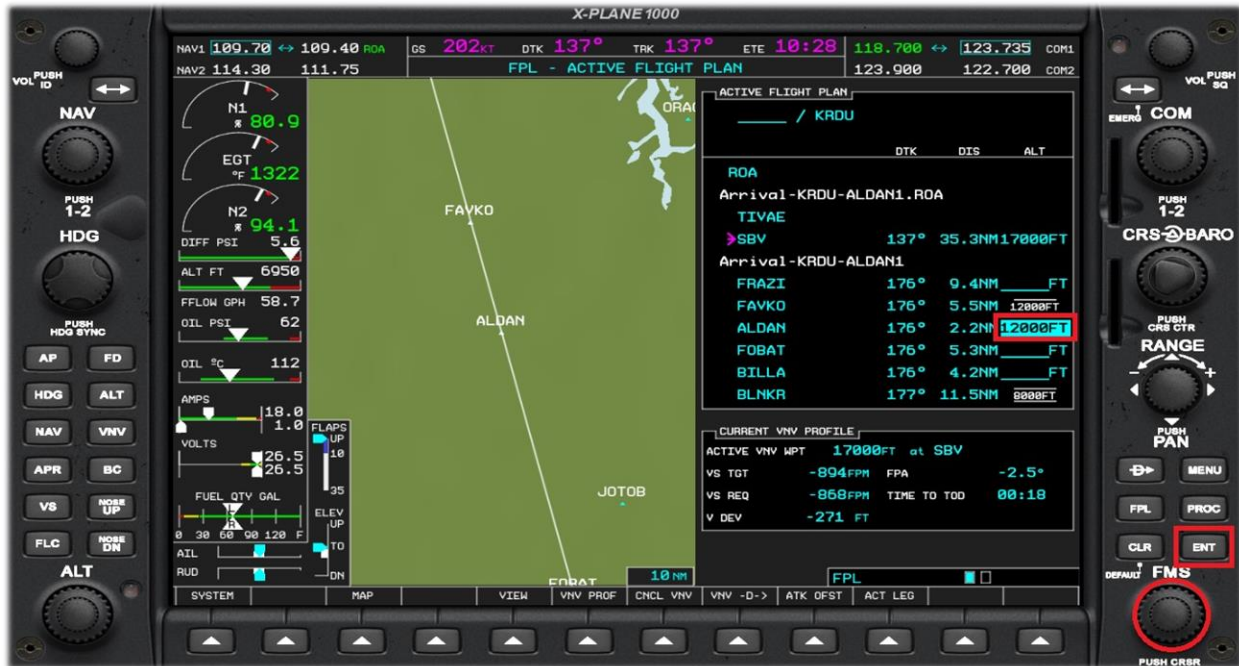 X-PLANE 1000
NAV1 109.70 ↔ 109.40 ROA
NAV2 114.30 111.75
GS 202KT DTK 137° TRK 137° ETE 10:28
FPL - ACTIVE FLIGHT PLAN
118.700 ↔ 123.735 COM1
123.900 122.700 COM2
VOL PUSH ID
NAV
PUSH 1-2
HDG
PUSH HDG SYNC
AP FD
HDG ALT
NAV VNV
APR BC
VS NOSE UP
FLC NOSE DN
ALT
N1
% 80.9
EGT
°F 1322
N2
% 94.1
DIFF PSI 5.6
ALT FT 6950
FFLOW GPH 58.7
OIL PSI 62
OIL °C 112
AMPS
18.0
1.0
VOLTS
26.5
26.5
FUEL QTY GAL
L
R
0 30 60 90 120 F
AIL
RUD
FLAPS
UP
10
35
ELEV
UP
TO
DN
ORAC
FAVKO
ALDAN
JOTOB
FOBAT
10 NM
ACTIVE FLIGHT PLAN
_____ / KRDU
DTK DIS ALT
ROA
Arrival-KRDU-ALDAN1.ROA
TIVAE
SBV 137° 35.3NM 17000FT
Arrival-KRDU-ALDAN1
FRAZI 176° 9.4NM _____FT
FAVKO 176° 5.5NM 12000FT
ALDAN 176° 2.2NM 12000FT
FOBAT 176° 5.3NM _____FT
BILLA 176° 4.2NM _____FT
BLNKR 177° 11.5NM 8000FT
CURRENT VNV PROFILE
ACTIVE VNV WPT 17000FT at SBV
VS TGT -894FPM FPA -2.5°
VS REQ -868FPM TIME TO TOD 00:18
V DEV -271 FT
FPL
SYSTEM MAP VIEW VNV PROF CNCL VNV VNV -D-> ATK OFST ACT LEG
VOL PUSH SQ
EMERG COM
PUSH 1-2
CRS BARO
PUSH CRS CTR
RANGE
- +
PUSH PAN
D MENU
FPL PROC
CLR ENT
DEFAULT FMS
PUSH CRSR